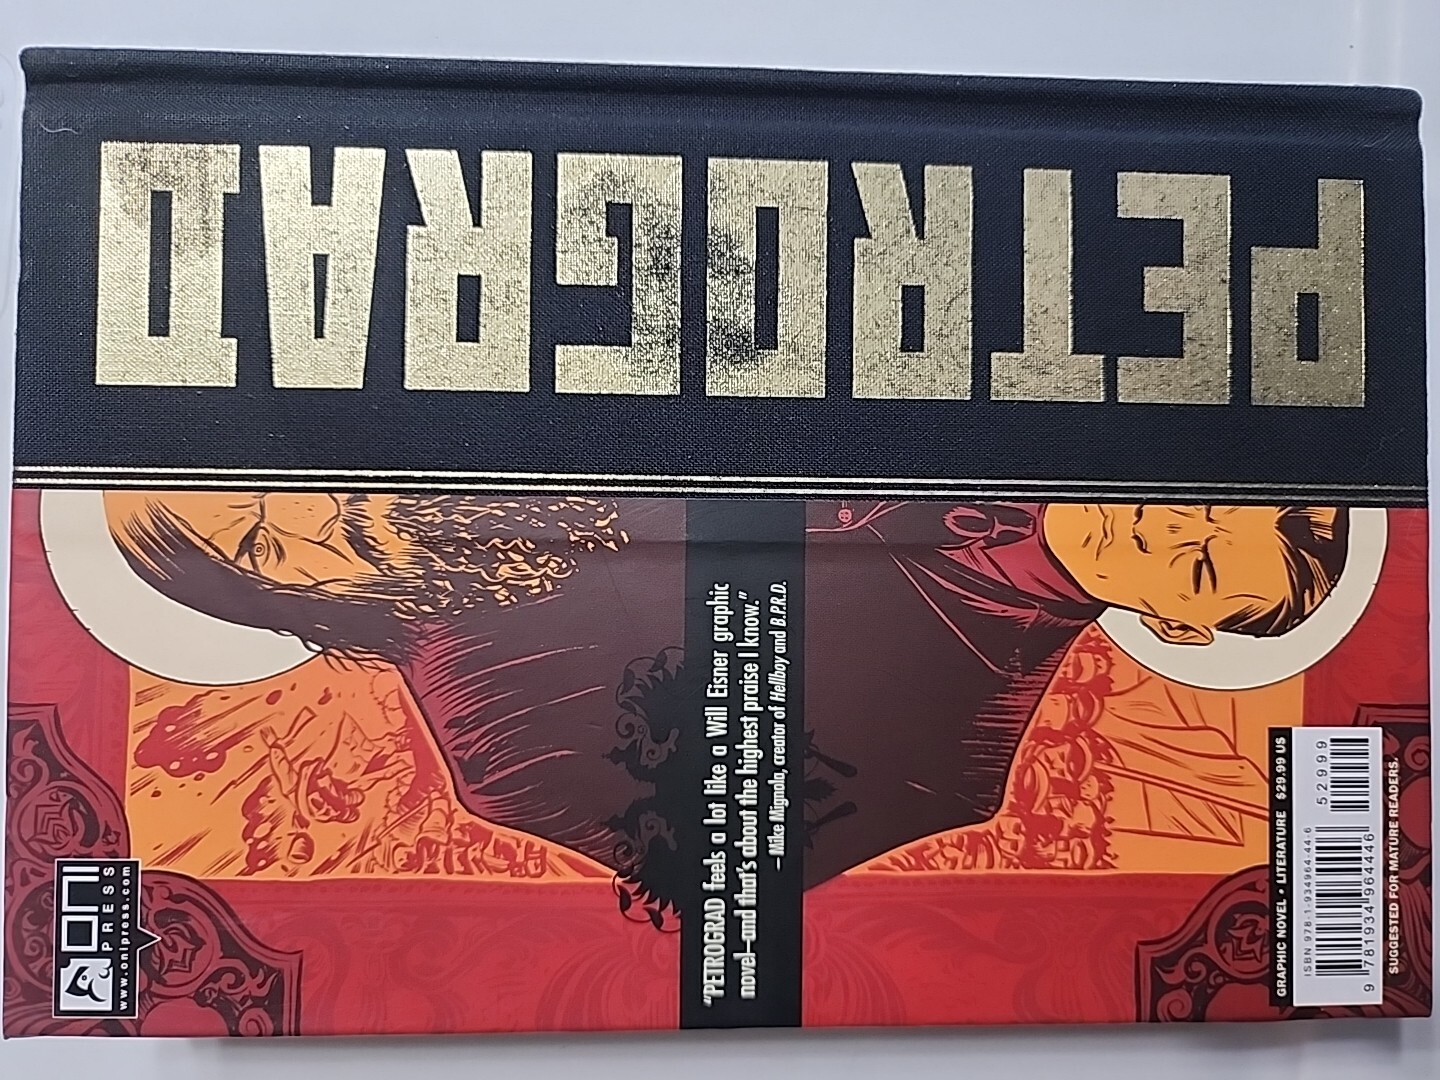 PETROGRAD
"PETROGRAD feels a lot like a Will Eisner graphic
novel—and that's about the highest praise I know."
—Mike Mignola, creator of Hellboy and B.P.R.D.
ONI
PRESS
www.onipress.com
GRAPHIC NOVEL • LITERATURE $29.99 US
ISBN 978-1-934964-44-6
52999
9 781934 964446
SUGGESTED FOR MATURE READERS.